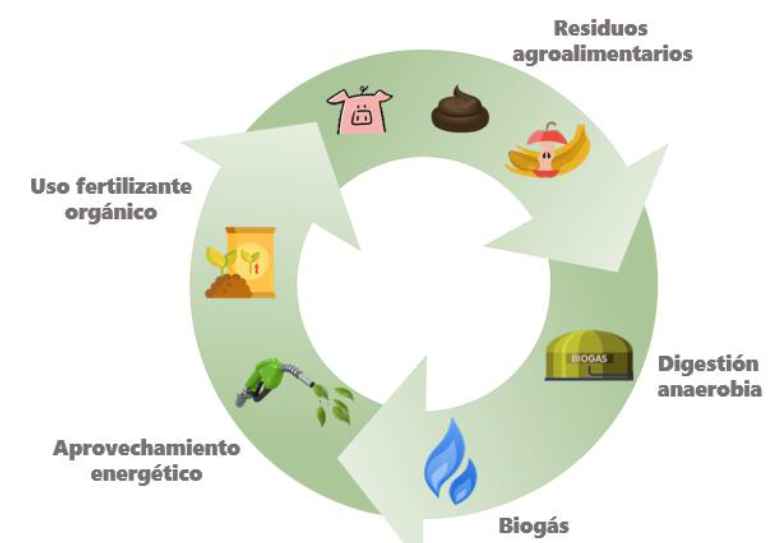 Residuos
agroalimentarios
Uso fertilizante
orgánico
BIOGAS
Digestión
anaerobia
Aprovechamiento
energético
Biogás